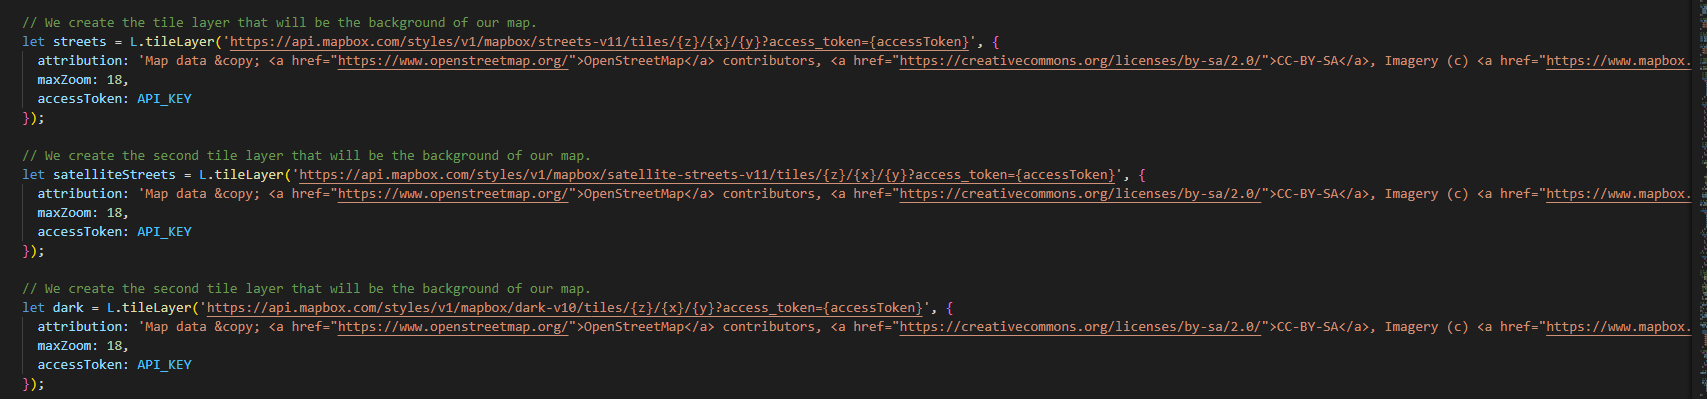 // We create the tile layer that will be the background of our map.
let streets = L.tileLayer('https://api.mapbox.com/styles/v1/mapbox/streets-v11/tiles/{z}/{x}/{y}?access_token={accessToken}', {
  attribution: 'Map data &copy; <a href="https://www.openstreetmap.org/">OpenStreetMap</a> contributors, <a href="https://creativecommons.org/licenses/by-sa/2.0/">CC-BY-SA</a>, Imagery (c) <a href="https://www.mapbox.
  maxZoom: 18,
  accessToken: API_KEY
});

// We create the second tile layer that will be the background of our map.
let satelliteStreets = L.tileLayer('https://api.mapbox.com/styles/v1/mapbox/satellite-streets-v11/tiles/{z}/{x}/{y}?access_token={accessToken}', {
  attribution: 'Map data &copy; <a href="https://www.openstreetmap.org/">OpenStreetMap</a> contributors, <a href="https://creativecommons.org/licenses/by-sa/2.0/">CC-BY-SA</a>, Imagery (c) <a href="https://www.mapbox.
  maxZoom: 18,
  accessToken: API_KEY
});

// We create the second tile layer that will be the background of our map.
let dark = L.tileLayer('https://api.mapbox.com/styles/v1/mapbox/dark-v10/tiles/{z}/{x}/{y}?access_token={accessToken}', {
  attribution: 'Map data &copy; <a href="https://www.openstreetmap.org/">OpenStreetMap</a> contributors, <a href="https://creativecommons.org/licenses/by-sa/2.0/">CC-BY-SA</a>, Imagery (c) <a href="https://www.mapbox.
  maxZoom: 18,
  accessToken: API_KEY
});